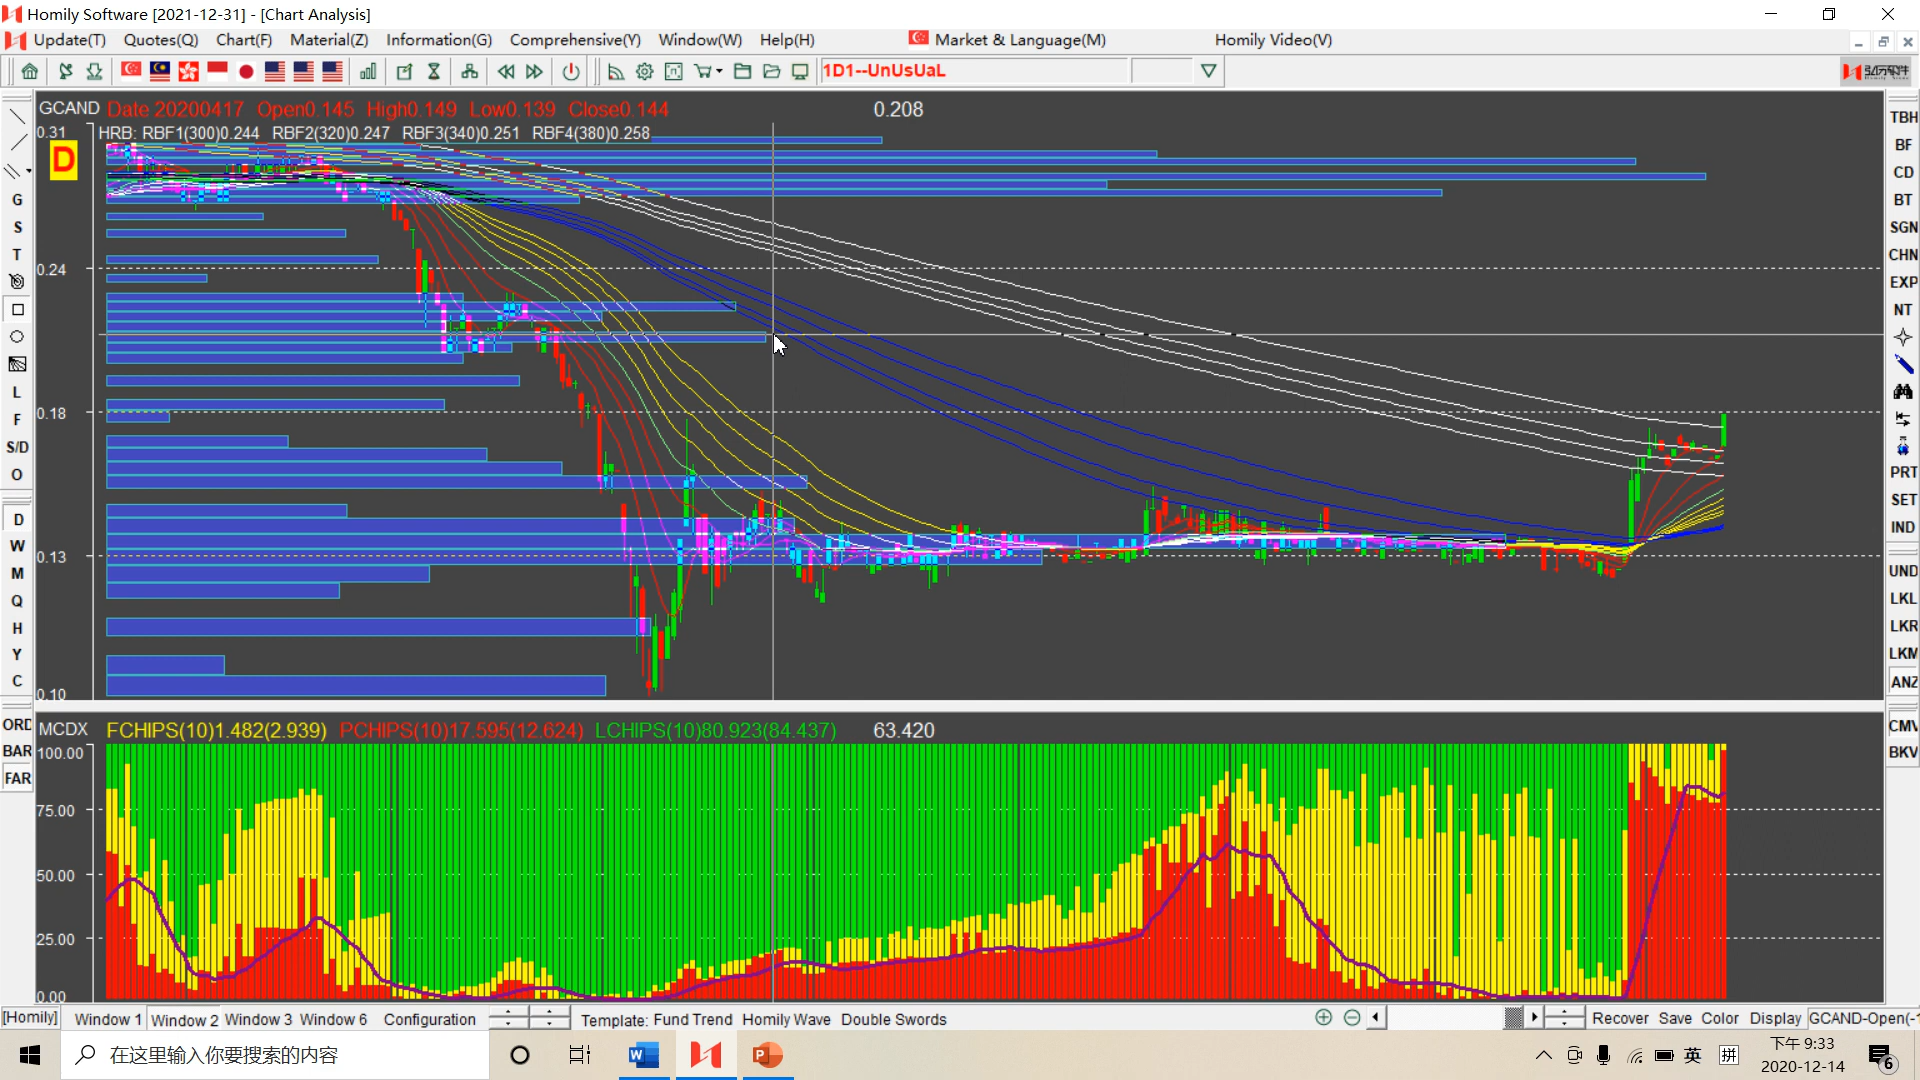 Homily Software [2021-12-31] - [Chart Analysis]
Update(T) Quotes(Q) Chart(F) Material(Z) Information(G) Comprehensive(Y) Window(W) Help(H) Market & Language(M) Homily Video(V)
1D1--UnUsUaL
弘历软件
GCAND Date 20200417 Open0.145 High0.149 Low0.139 Close0.144 0.208
0.31 HRB: RBF1(300)0.244 RBF2(320)0.247 RBF3(340)0.251 RBF4(380)0.258
D
0.24
0.18
0.13
0.10
G
S
T
L
F
S/D
O
D
W
M
Q
H
Y
C
ORD
BAR
FAR
TBH
BF
CD
BT
SGN
CHN
EXP
NT
PRT
SET
IND
UND
LKL
LKR
LKM
ANZ
CMV
BKV
MCDX FCHIPS(10)1.482(2.939) PCHIPS(10)17.595(12.624) LCHIPS(10)80.923(84.437) 63.420
100.00
75.00
50.00
25.00
0.00
[Homily] Window 1 Window 2 Window 3 Window 6 Configuration Template: Fund Trend Homily Wave Double Swords Recover Save Color Display GCAND-Open(-1
在这里输入你要搜索的内容
英 拼
下午 9:33
2020-12-14
6